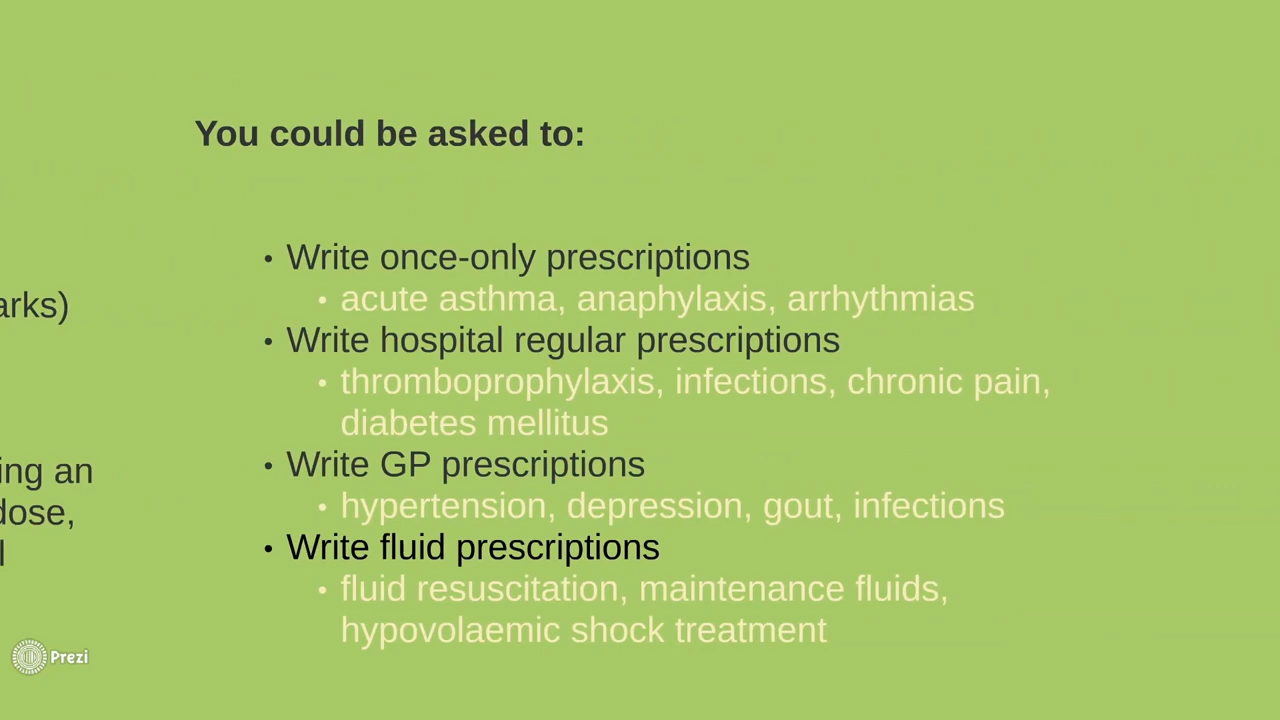 You could be asked to:
• Write once-only prescriptions
• acute asthma, anaphylaxis, arrhythmias
arks)
• Write hospital regular prescriptions
• thromboprophylaxis, infections, chronic pain,
diabetes mellitus
ing an
• Write GP prescriptions
dose,
• hypertension, depression, gout, infections
l
• Write fluid prescriptions
• fluid resuscitation, maintenance fluids,
hypovolaemic shock treatment
Prezi